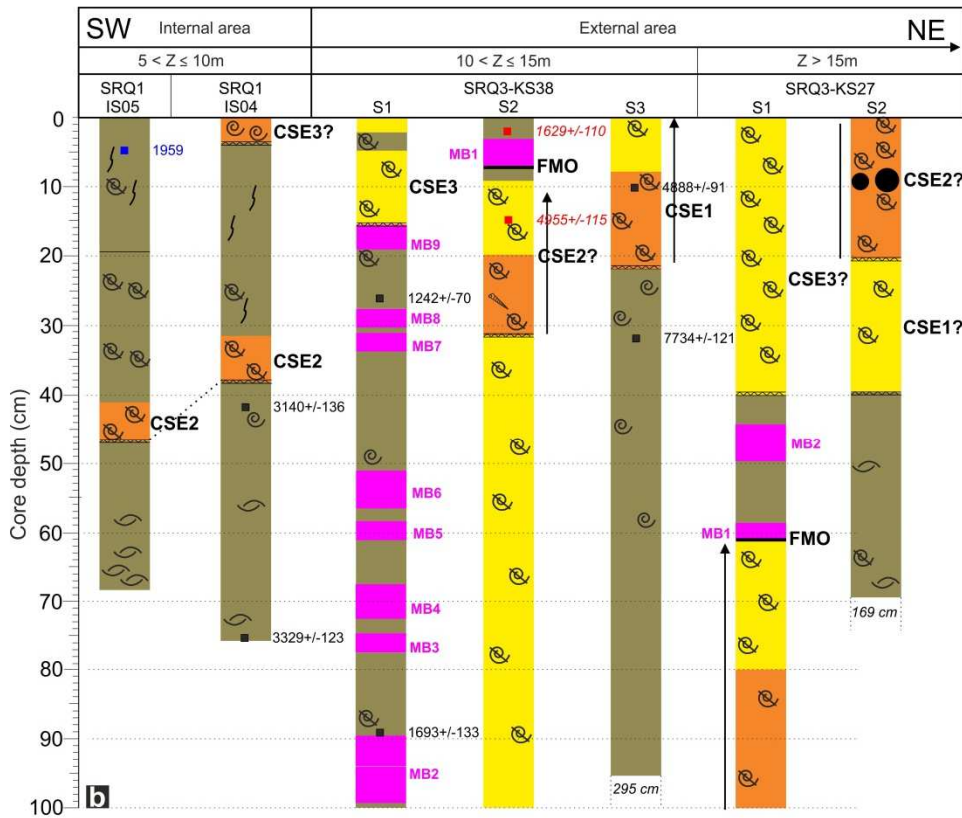 SW Internal area External area NE
5 < Z ≤ 10m 10 < Z ≤ 15m Z > 15m
SRQ1 SRQ1 SRQ3-KS38 SRQ3-KS27
IS05 IS04 S1 S2 S3 S1 S2
Core depth (cm)
0
10
20
30
40
50
60
70
80
90
100
1959
CSE2
CSE3?
CSE2
3140+/-136
3329+/-123
CSE3
MB9
1242+/-70
MB8
MB7
MB6
MB5
MB4
MB3
1693+/-133
MB2
1629+/-110
MB1
FMO
4955+/-115
CSE2?
4888+/-91
CSE1
7734+/-121
295 cm
CSE3?
MB2
MB1
FMO
CSE2?
CSE1?
169 cm
b